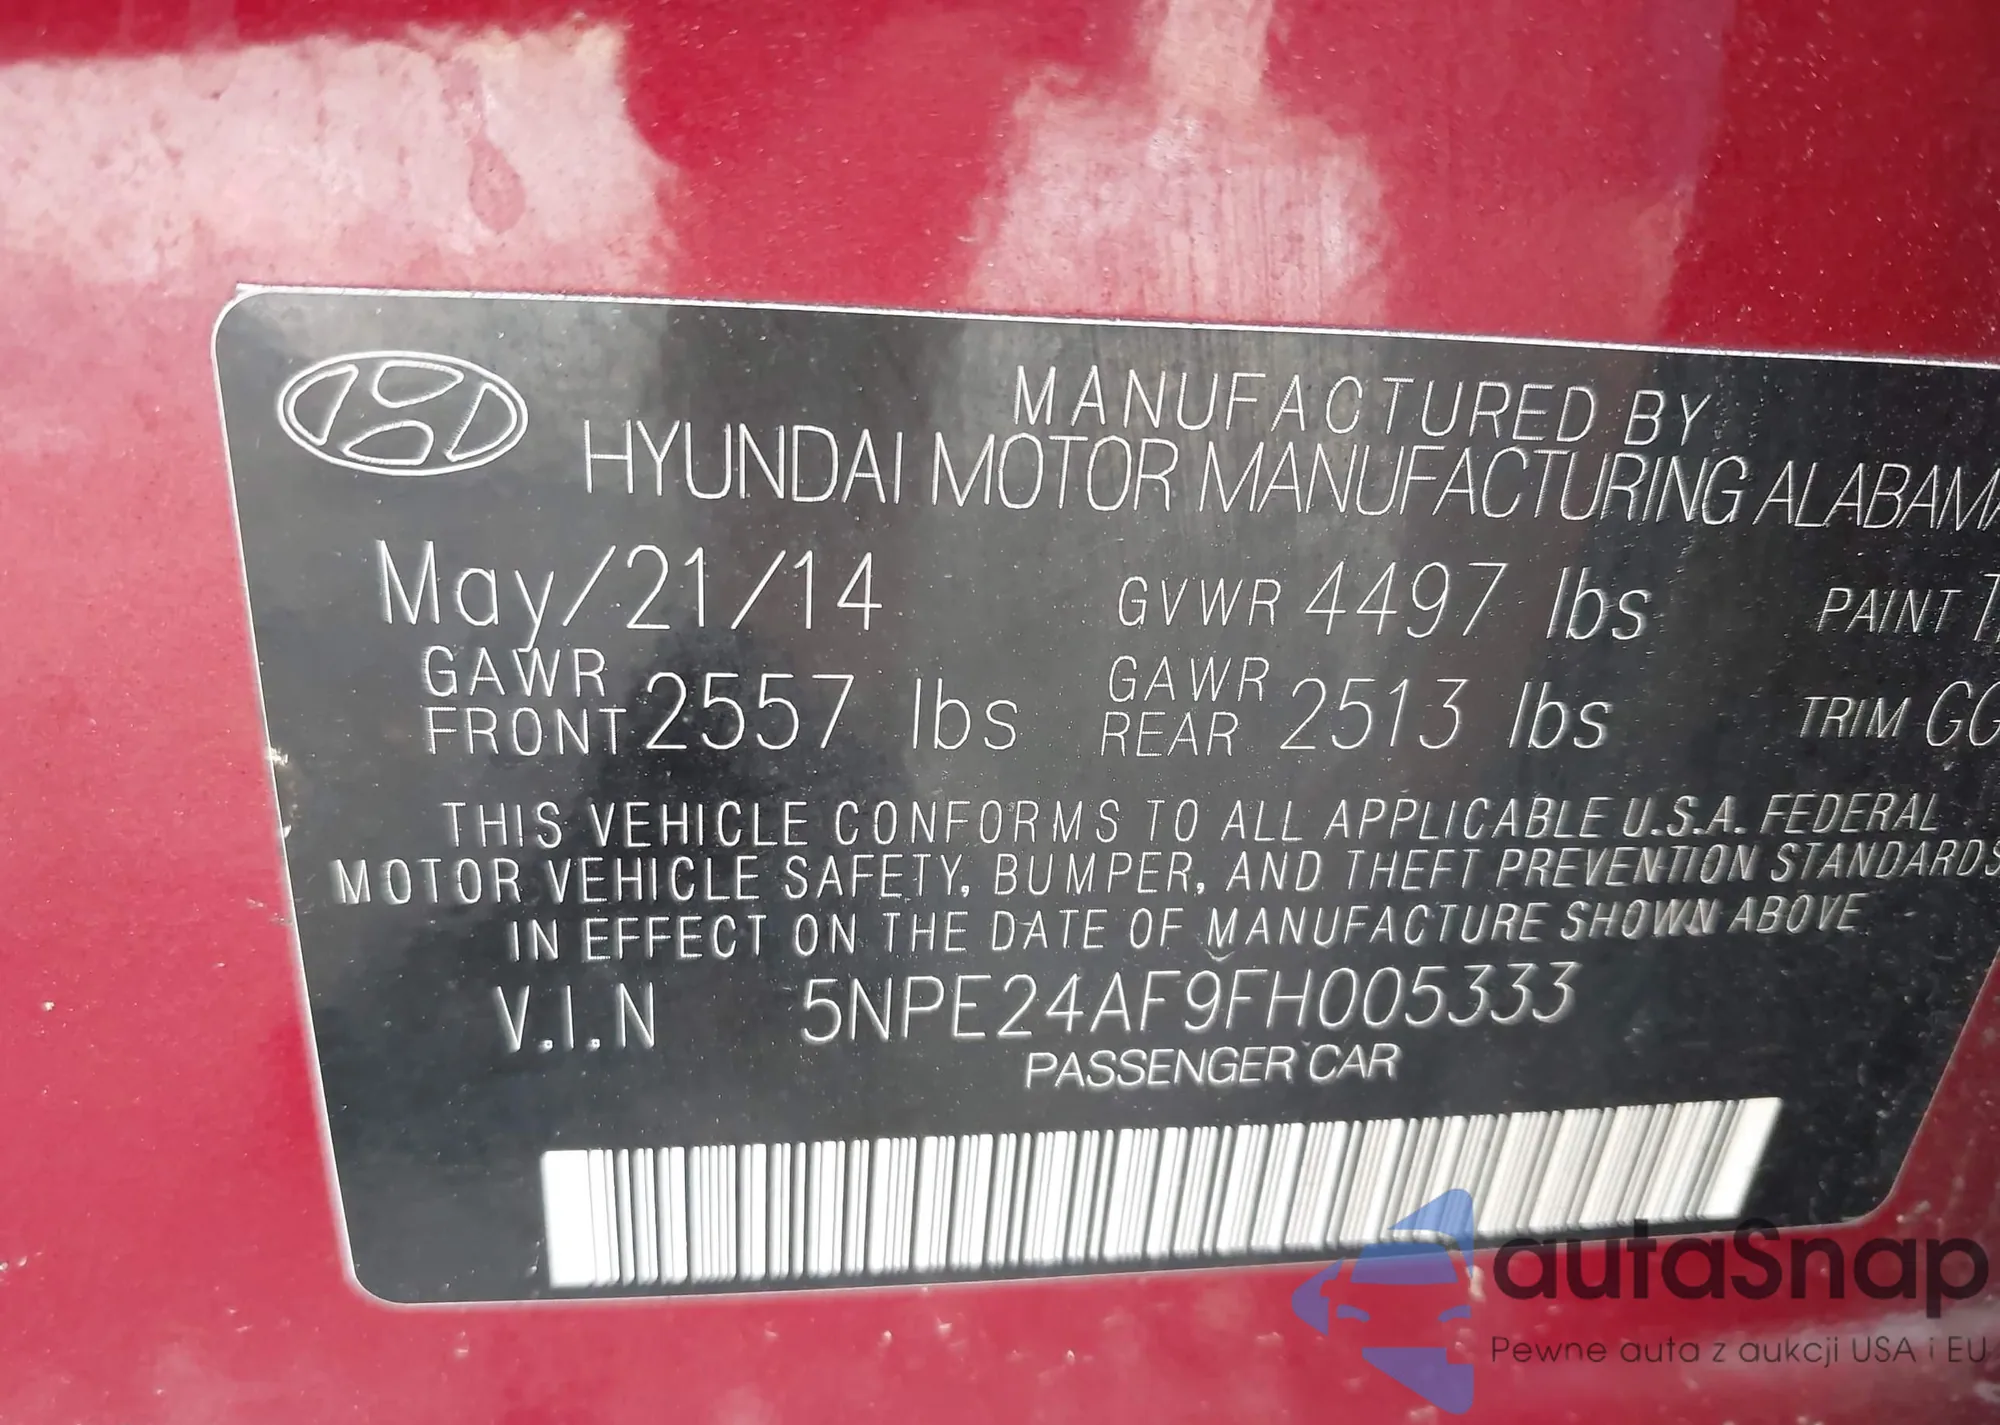 MANUFACTURED BY
HYUNDAI MOTOR MANUFACTURING ALABAMA
May/21/14 GVWR 4497 lbs PAINT
GAWR FRONT 2557 lbs GAWR REAR 2513 lbs TRIM
THIS VEHICLE CONFORMS TO ALL APPLICABLE U.S.A. FEDERAL
MOTOR VEHICLE SAFETY, BUMPER, AND THEFT PREVENTION STANDARDS
IN EFFECT ON THE DATE OF MANUFACTURE SHOWN ABOVE
V.I.N 5NPE24AF9FH005333
PASSENGER CAR
autaSnap
Pewne auta z aukcji USA i EU